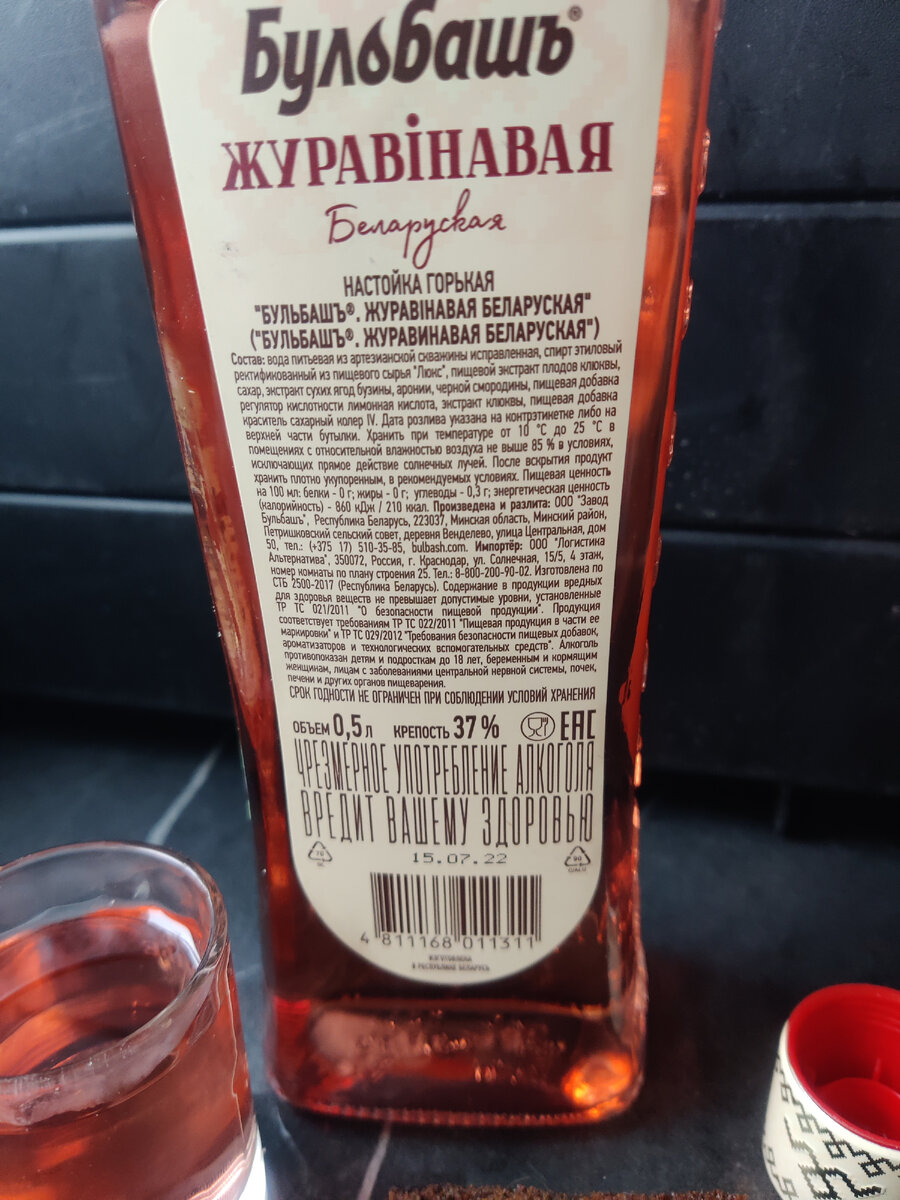 Бульбашъ®
ЖУРАВІНАВАЯ
Беларуская
НАСТОЙКА ГОРЬКАЯ
"БУЛЬБАШЪ®. ЖУРАВІНАВАЯ БЕЛАРУСКАЯ"
("БУЛЬБАШЪ®. ЖУРАВИНАВАЯ БЕЛАРУСКАЯ")
Состав: вода питьевая из артезианской скважины исправленная, спирт этиловый
ректификованный из пищевого сырья "Люкс", пищевой экстракт плодов клюквы,
сахар, экстракт сухих ягод бузины, аронии, черной смородины, пищевая добавка
регулятор кислотности лимонная кислота, экстракт клюквы, пищевая добавка
краситель сахарный колер IV. Дата розлива указана на контрэтикетке либо на
верхней части бутылки. Хранить при температуре от 10 °С до 25 °С в
помещениях с относительной влажностью воздуха не выше 85 % в условиях,
исключающих прямое действие солнечных лучей. После вскрытия продукт
хранить плотно укупоренным, в рекомендуемых условиях. Пищевая ценность
на 100 мл: белки - 0 г; жиры - 0 г; углеводы - 0,3 г; энергетическая ценность
(калорийность) - 860 кДж / 210 ккал. Произведена и разлита: ООО "Завод
Бульбашъ", Республика Беларусь, 223037, Минская область, Минский район,
Петришковский сельский совет, деревня Венделево, улица Центральная, дом
50, тел.: (+375 17) 510-35-85, bulbash.com. Импортёр: ООО "Логистика
Альтернатива", 350072, Россия, г. Краснодар, ул. Солнечная, 15/5, 4 этаж,
номер комнаты по плану строения 25. Тел.: 8-800-200-90-02. Изготовлена по
СТБ 2500-2017 (Республика Беларусь). Содержание в продукции вредных
для здоровья веществ не превышает допустимые уровни, установленные
ТР ТС 021/2011 "О безопасности пищевой продукции". Продукция
соответствует требованиям ТР ТС 022/2011 "Пищевая продукция в части ее
маркировки" и ТР ТС 029/2012 "Требования безопасности пищевых добавок,
ароматизаторов и технологических вспомогательных средств". Алкоголь
противопоказан детям и подросткам до 18 лет, беременным и кормящим
женщинам, лицам с заболеваниями центральной нервной системы, почек,
печени и других органов пищеварения.
СРОК ГОДНОСТИ НЕ ОГРАНИЧЕН ПРИ СОБЛЮДЕНИИ УСЛОВИЙ ХРАНЕНИЯ
ОБЪЕМ 0,5 л КРЕПОСТЬ 37 % EAC
ЧРЕЗМЕРНОЕ УПОТРЕБЛЕНИЕ АЛКОГОЛЯ
ВРЕДИТ ВАШЕМУ ЗДОРОВЬЮ
15.07.22
70
GL
90
C/ALU
4 811168 011311
ИЗГОТОВЛЕНА
В РЕСПУБЛИКЕ БЕЛАРУСЬ